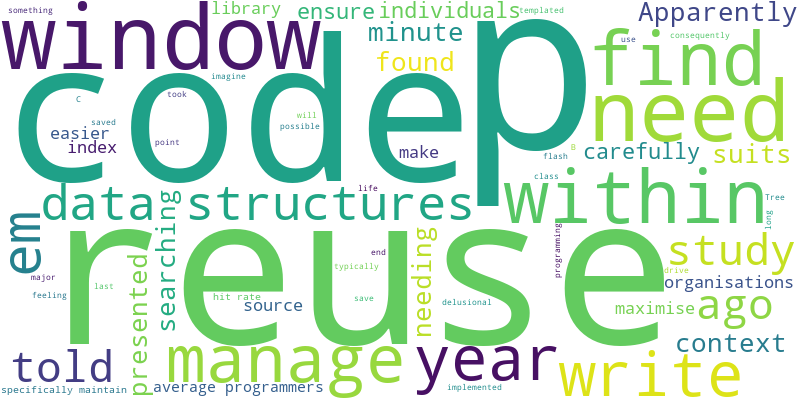 something
library
ensure
individuals
templated
Apparently
window
minute
find
consequently
use
found
imagine
code
p
need
C
took
saved
will
possible
easier
point
index
make
carefully
suits
B
flash
class
life
data structures
within
Tree
long
em
searching
reuse
needing
programming
study
end
major
feeling
last
typically
drive
presented
hit rate
source
save
delusional
organisations
maximise
ago
told
manage
year
write
context
specifically maintain
average programmers
implemented